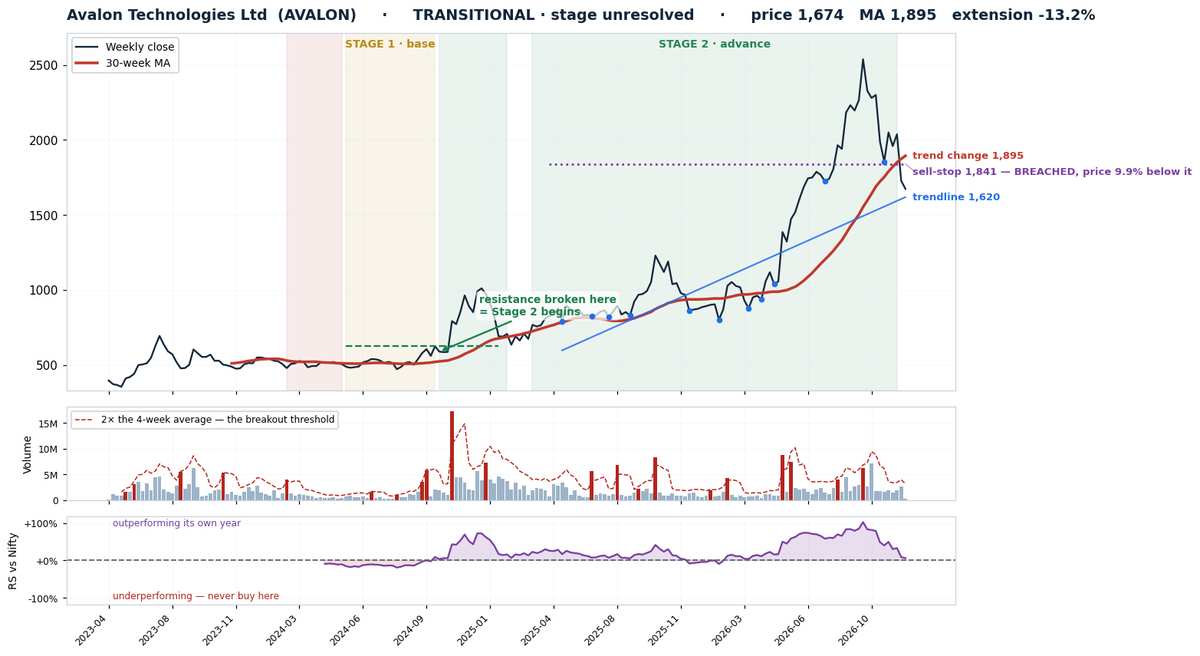 Avalon Technologies Ltd (AVALON) · TRANSITIONAL · stage unresolved · price 1,674 MA 1,895 extension -13.2%
Weekly close
30-week MA
STAGE 1 · base
STAGE 2 · advance
2500
2000
1500
1000
500
resistance broken here
= Stage 2 begins
trend change 1,895
sell-stop 1,841 — BREACHED, price 9.9% below it
trendline 1,620
2× the 4-week average — the breakout threshold
Volume
15M
10M
5M
0
RS vs Nifty
+100%
+0%
-100%
outperforming its own year
underperforming — never buy here
2023-04
2023-08
2023-11
2024-03
2024-06
2024-09
2025-01
2025-04
2025-08
2025-11
2026-03
2026-06
2026-10